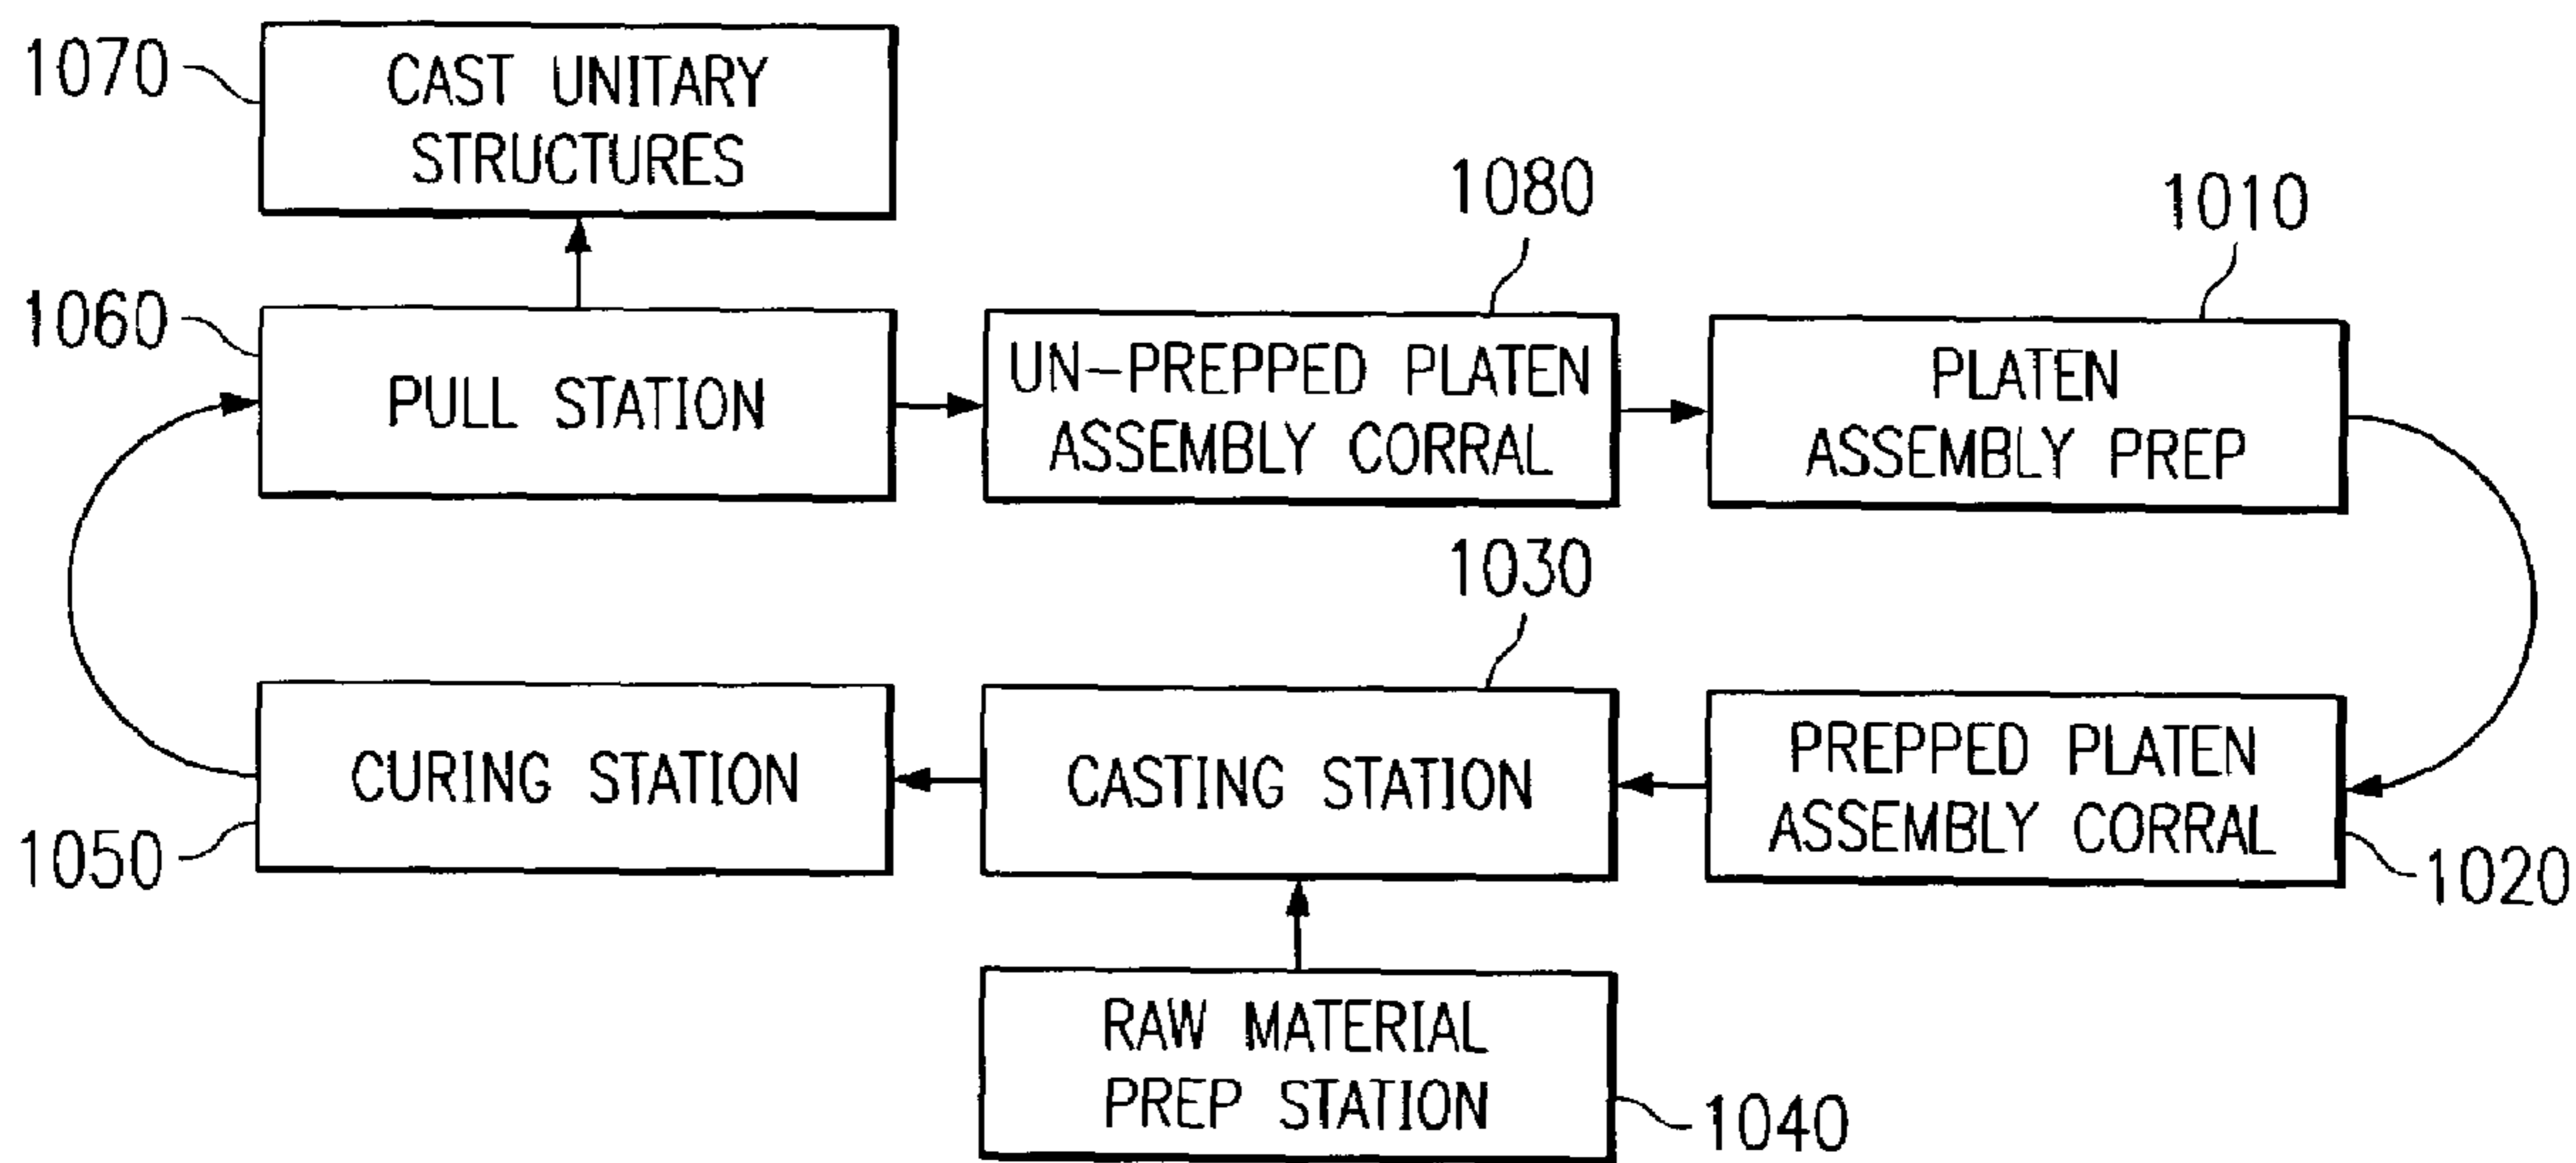 1070
CAST UNITARY
STRUCTURES
1080
1010
1060
PULL STATION
UN-PREPPED PLATEN
ASSEMBLY CORRAL
PLATEN
ASSEMBLY PREP
1030
CURING STATION
1050
CASTING STATION
PREPPED PLATEN
ASSEMBLY CORRAL
1020
RAW MATERIAL
PREP STATION
1040